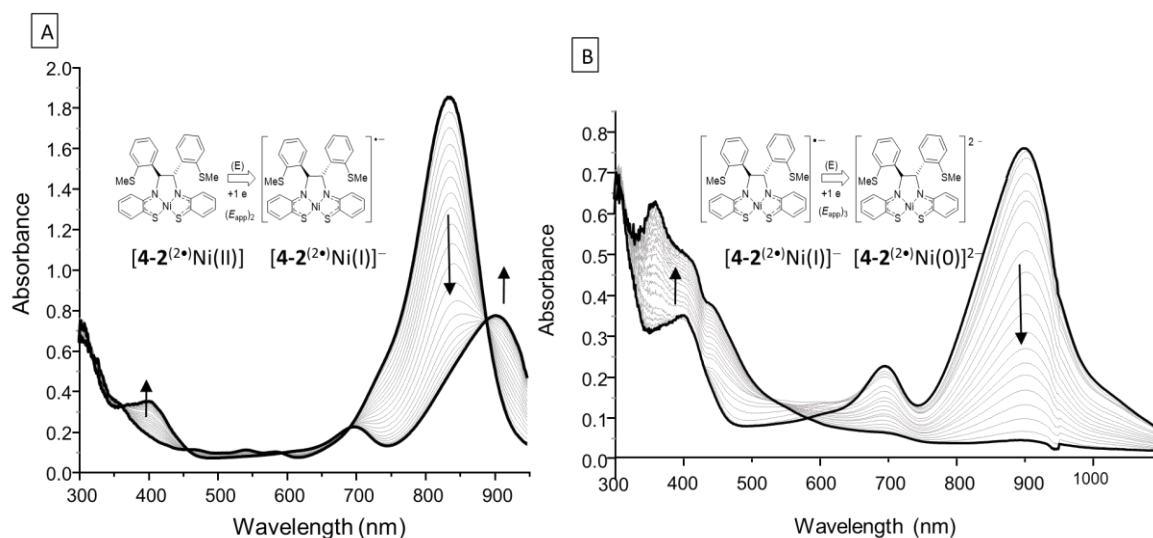 A
Absorbance
2.0
1.8
1.6
1.4
1.2
1.0
0.8
0.6
0.4
0.2
0.0
300 400 500 600 700 800 900
Wavelength (nm)
SMe
SMe
N N
Ni
S S
(E)
+1 e
(Eapp)2
•−
SMe
SMe
N N
Ni
S S
[4-2(2•)Ni(II)] [4-2(2•)Ni(I)]−
B
Absorbance
0.8
0.7
0.6
0.5
0.4
0.3
0.2
0.1
0.0
300 400 500 600 700 800 900 1000
Wavelength (nm)
•−
SMe
SMe
N N
Ni
S S
(E)
+1 e
(Eapp)3
2−
SMe
SMe
N N
Ni
S S
[4-2(2•)Ni(I)]− [4-2(2•)Ni(0)]2−